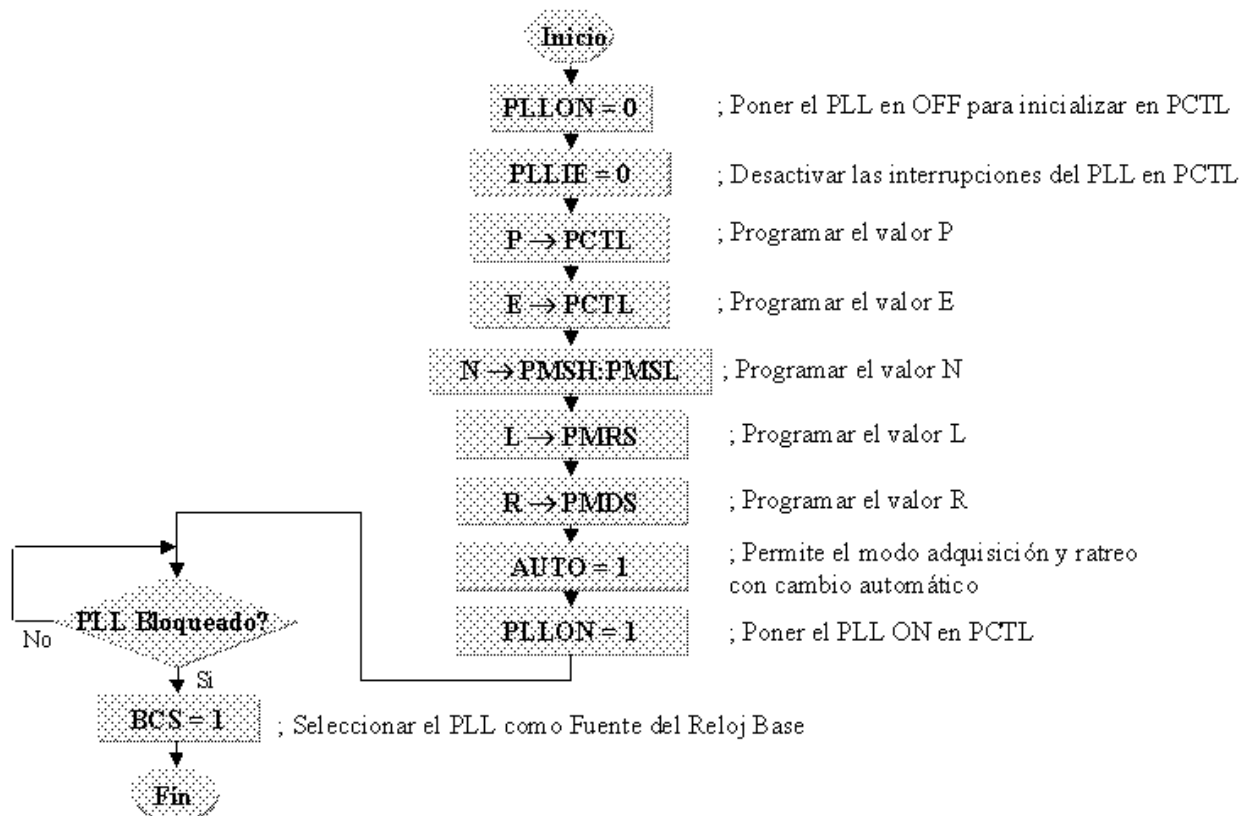 Inicio
PLLON = 0
; Poner el PLL en OFF para inicializar en PCTL
PLLIE = 0
; Desactivar las interrupciones del PLL en PCTL
P → PCTL
; Programar el valor P
E → PCTL
; Programar el valor E
N → PMSH:PMSL
; Programar el valor N
L → PMRS
; Programar el valor L
R → PMDS
; Programar el valor R
AUTO = 1
; Permite el modo adquisición y ratreo
con cambio automático
PLLON = 1
; Poner el PLL ON en PCTL
PLL Bloqueado?
No
Si
BCS = 1
; Seleccionar el PLL como Fuente del Reloj Base
Fín